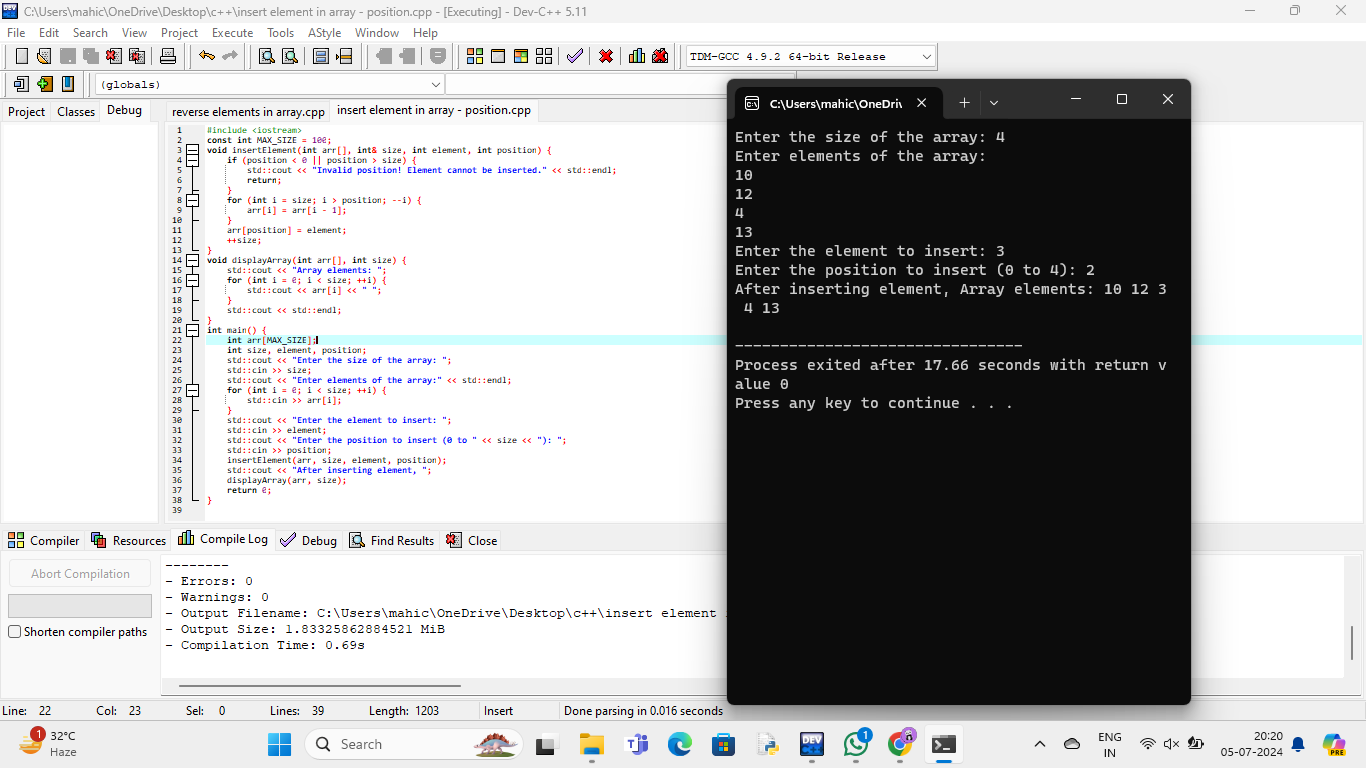 C:\Users\mahic\OneDrive\Desktop\c++\insert element in array - position.cpp - [Executing] - Dev-C++ 5.11
File Edit Search View Project Execute Tools AStyle Window Help
TDM-GCC 4.9.2 64-bit Release
(globals)
Project Classes Debug
reverse elements in array.cpp insert element in array - position.cpp
1 #include <iostream>
2 const int MAX_SIZE = 100;
3 void insertElement(int arr[], int& size, int element, int position) {
4 if (position < 0 || position > size) {
5 std::cout << "Invalid position! Element cannot be inserted." << std::endl;
6 return;
7 }
8 for (int i = size; i > position; --i) {
9 arr[i] = arr[i - 1];
10 }
11 arr[position] = element;
12 ++size;
13 }
14 void displayArray(int arr[], int size) {
15 std::cout << "Array elements: ";
16 for (int i = 0; i < size; ++i) {
17 std::cout << arr[i] << " ";
18 }
19 std::cout << std::endl;
20 }
21 int main() {
22 int arr[MAX_SIZE];
23 int size, element, position;
24 std::cout << "Enter the size of the array: ";
25 std::cin >> size;
26 std::cout << "Enter elements of the array:" << std::endl;
27 for (int i = 0; i < size; ++i) {
28 std::cin >> arr[i];
29 }
30 std::cout << "Enter the element to insert: ";
31 std::cin >> element;
32 std::cout << "Enter the position to insert (0 to " << size << "): ";
33 std::cin >> position;
34 insertElement(arr, size, element, position);
35 std::cout << "After inserting element, ";
36 displayArray(arr, size);
37 return 0;
38 }
39
C:\Users\mahic\OneDri
Enter the size of the array: 4
Enter elements of the array:
10
12
4
13
Enter the element to insert: 3
Enter the position to insert (0 to 4): 2
After inserting element, Array elements: 10 12 3
 4 13
--------------------------------
Process exited after 17.66 seconds with return v
alue 0
Press any key to continue . . .
Compiler Resources Compile Log Debug Find Results Close
Abort Compilation
Shorten compiler paths
--------
- Errors: 0
- Warnings: 0
- Output Filename: C:\Users\mahic\OneDrive\Desktop\c++\insert element
- Output Size: 1.83325862884521 MiB
- Compilation Time: 0.69s
Line: 22 Col: 23 Sel: 0 Lines: 39 Length: 1203 Insert Done parsing in 0.016 seconds
1
32°C
Haze
Search
DEV
1
ENG
IN
20:20
05-07-2024
PRE